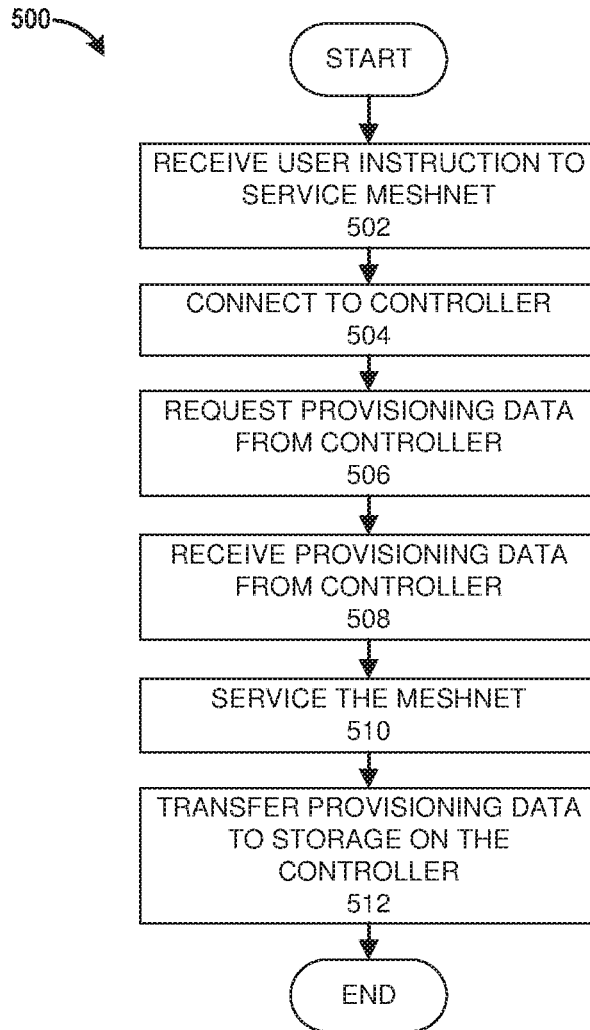 500
START
RECEIVE USER INSTRUCTION TO
SERVICE MESHNET
502
CONNECT TO CONTROLLER
504
REQUEST PROVISIONING DATA
FROM CONTROLLER
506
RECEIVE PROVISIONING DATA
FROM CONTROLLER
508
SERVICE THE MESHNET
510
TRANSFER PROVISIONING DATA
TO STORAGE ON THE
CONTROLLER
512
END